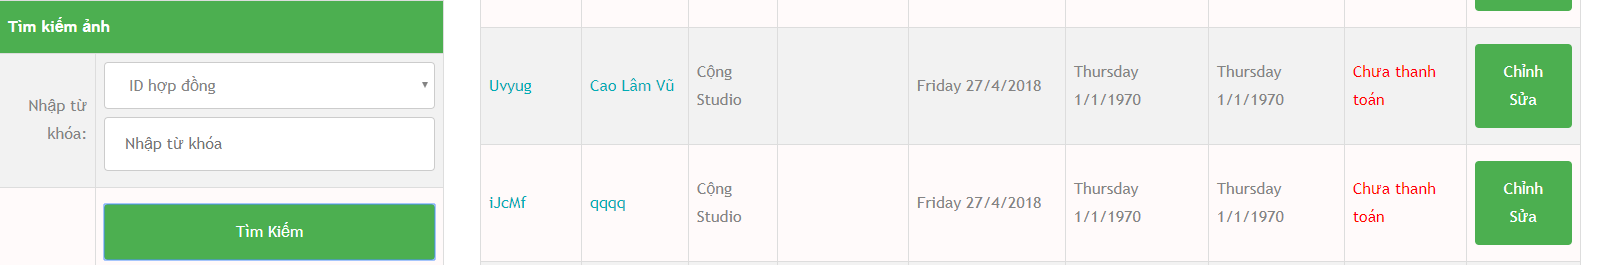 Tìm kiếm ảnh
Nhập từ
khóa:
ID hợp đồng
Nhập từ khóa
Tìm Kiếm
Uvyug
Cao Lâm Vũ
Cộng
Studio
Friday 27/4/2018
Thursday
1/1/1970
Thursday
1/1/1970
Chưa thanh
toán
Chỉnh
Sửa
iJcMf
qqqq
Cộng
Studio
Friday 27/4/2018
Thursday
1/1/1970
Thursday
1/1/1970
Chưa thanh
toán
Chỉnh
Sửa